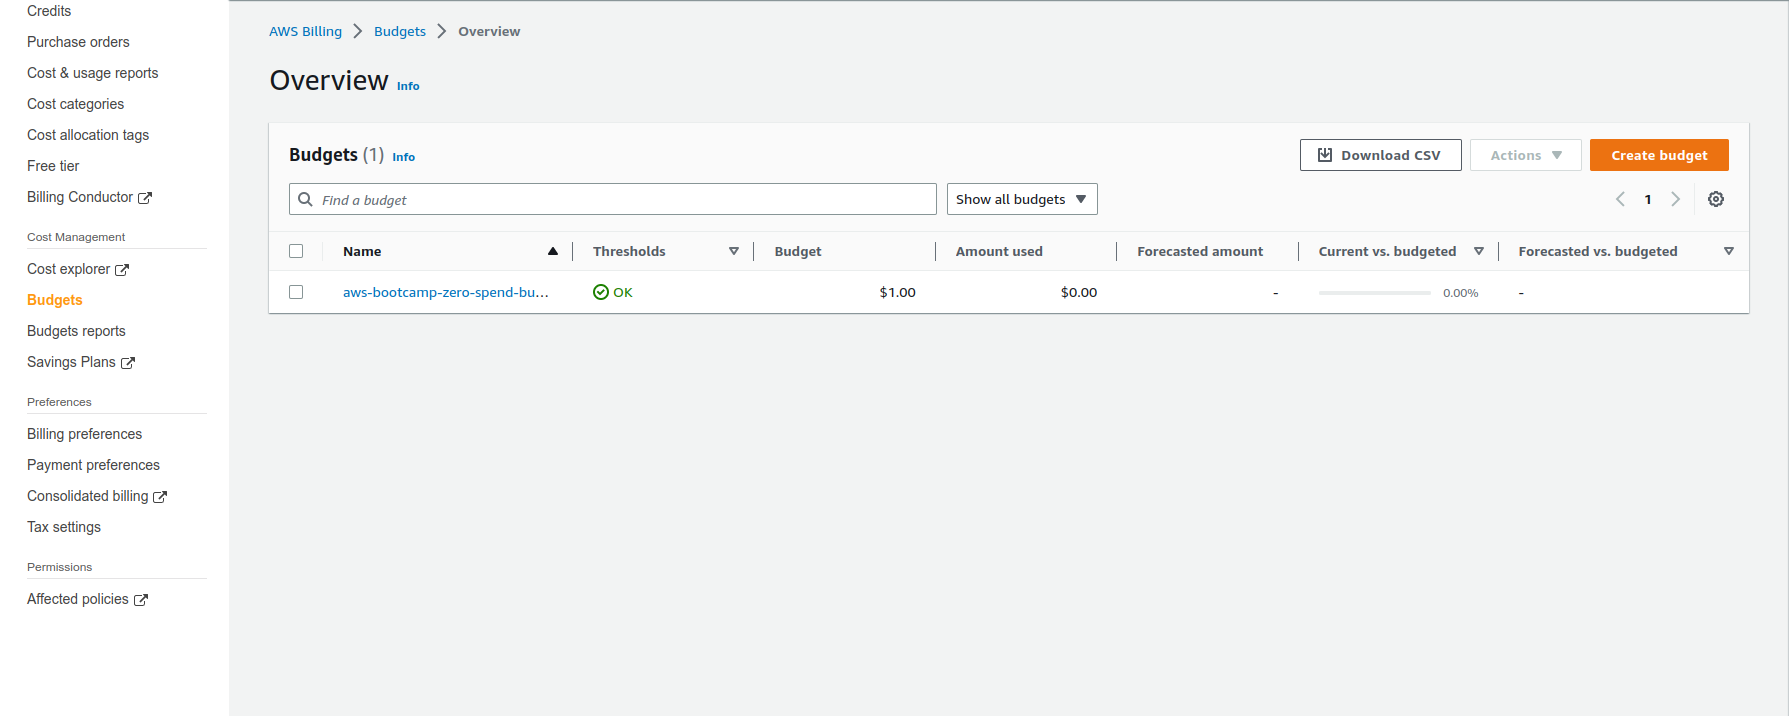 Credits
Purchase orders
Cost & usage reports
Cost categories
Cost allocation tags
Free tier
Billing Conductor
Cost Management
Cost explorer
Budgets
Budgets reports
Savings Plans
Preferences
Billing preferences
Payment preferences
Consolidated billing
Tax settings
Permissions
Affected policies
AWS Billing > Budgets > Overview
Overview Info
Budgets (1) Info
Download CSV Actions Create budget
Find a budget Show all budgets 1
Name Thresholds Budget Amount used Forecasted amount Current vs. budgeted Forecasted vs. budgeted
aws-bootcamp-zero-spend-bu... OK $1.00 $0.00 - 0.00% -